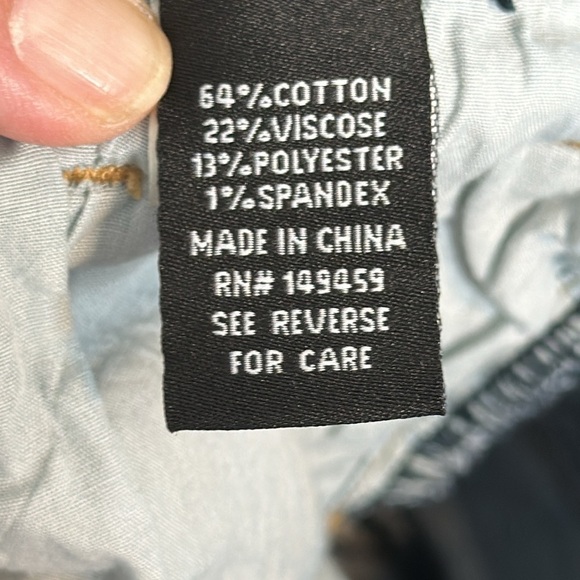 64%COTTON
22%VISCOSE
13%POLYESTER
1%SPANDEX
MADE IN CHINA
RN# 149459
SEE REVERSE
FOR CARE